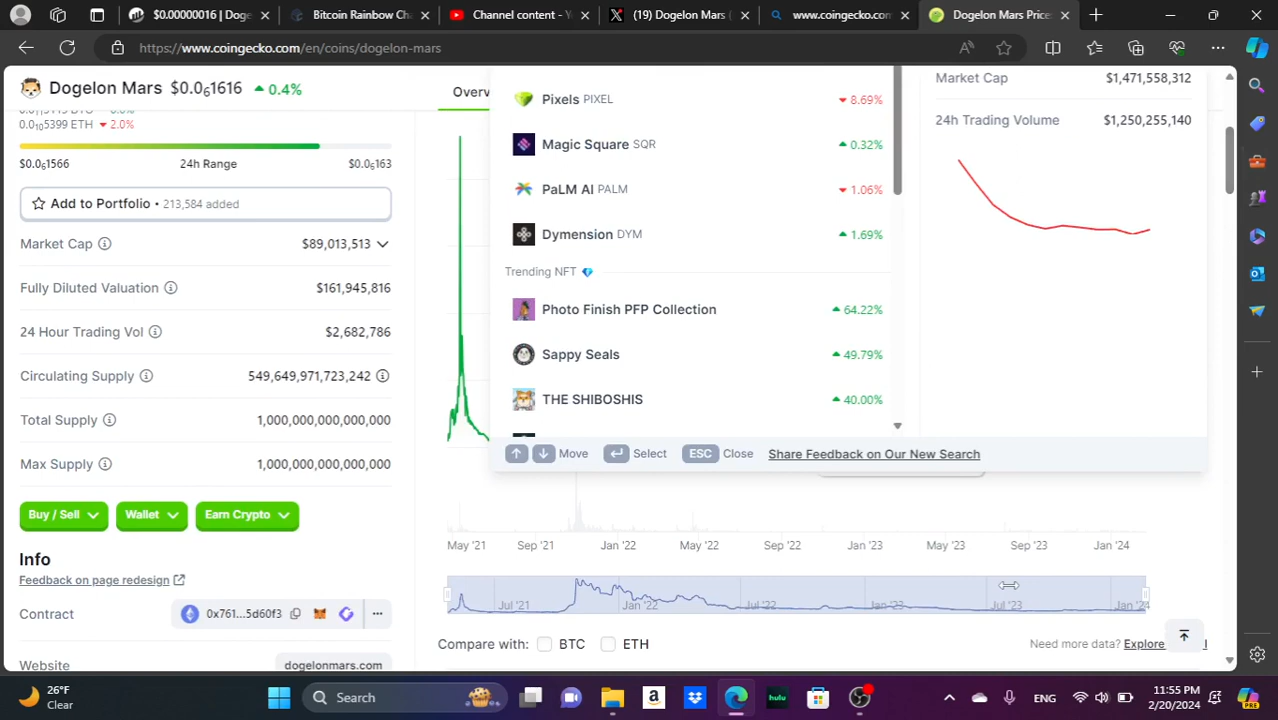 $0.00000016 | Doge
Bitcoin Rainbow Ch
Channel content - Y
(19) Dogelon Mars (
www.coingecko.com
Dogelon Mars Price
https://www.coingecko.com/en/coins/dogelon-mars
Dogelon Mars $0.0₆1616 0.4%
Overv
0.0₁₀5399 ETH 2.0%
$0.0₆1566 24h Range $0.0₆163
Add to Portfolio • 213,584 added
Market Cap $89,013,513
Fully Diluted Valuation $161,945,816
24 Hour Trading Vol $2,682,786
Circulating Supply 549,649,971,723,242
Total Supply 1,000,000,000,000,000
Max Supply 1,000,000,000,000,000
Buy / Sell Wallet Earn Crypto
Info
Feedback on page redesign
Contract 0x761...5d60f3
Website dogelonmars.com
Pixels PIXEL 8.69%
Magic Square SQR 0.32%
PaLM AI PALM 1.06%
Dymension DYM 1.69%
Trending NFT
Photo Finish PFP Collection 64.22%
Sappy Seals 49.79%
THE SHIBOSHIS 40.00%
Move Select ESC Close Share Feedback on Our New Search
Market Cap $1,471,558,312
24h Trading Volume $1,250,255,140
May '21 Sep '21 Jan '22 May '22 Sep '22 Jan '23 May '23 Sep '23 Jan '24
Jul '21 Jan '22 Jul '22 Jan '23 Jul '23 Jan '24
Compare with: BTC ETH
Need more data? Explore
26°F
Clear
Search
hulu
ENG
11:55 PM
2/20/2024
PRE